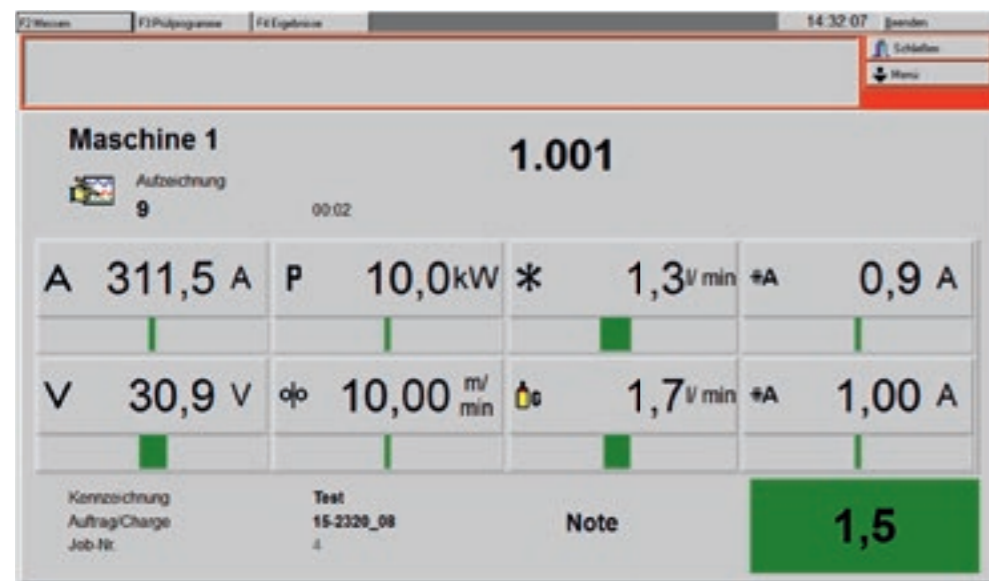 F2 Messen F3 Prüfprogramme F4 Ergebnisse 14:32:07 Beenden
Schließen
Menü
Maschine 1
1.001
Aufzeichnung
9 00:02
A 311,5 A P 10,0 kW 1,3 l/ min A 0,9 A
V 30,9 V 10,00 m/ min G 1,7 l/ min A 1,00 A
Kennzeichnung Test
Auftrag/Charge 15-2320_08 Note 1,5
Job-Nr. 4